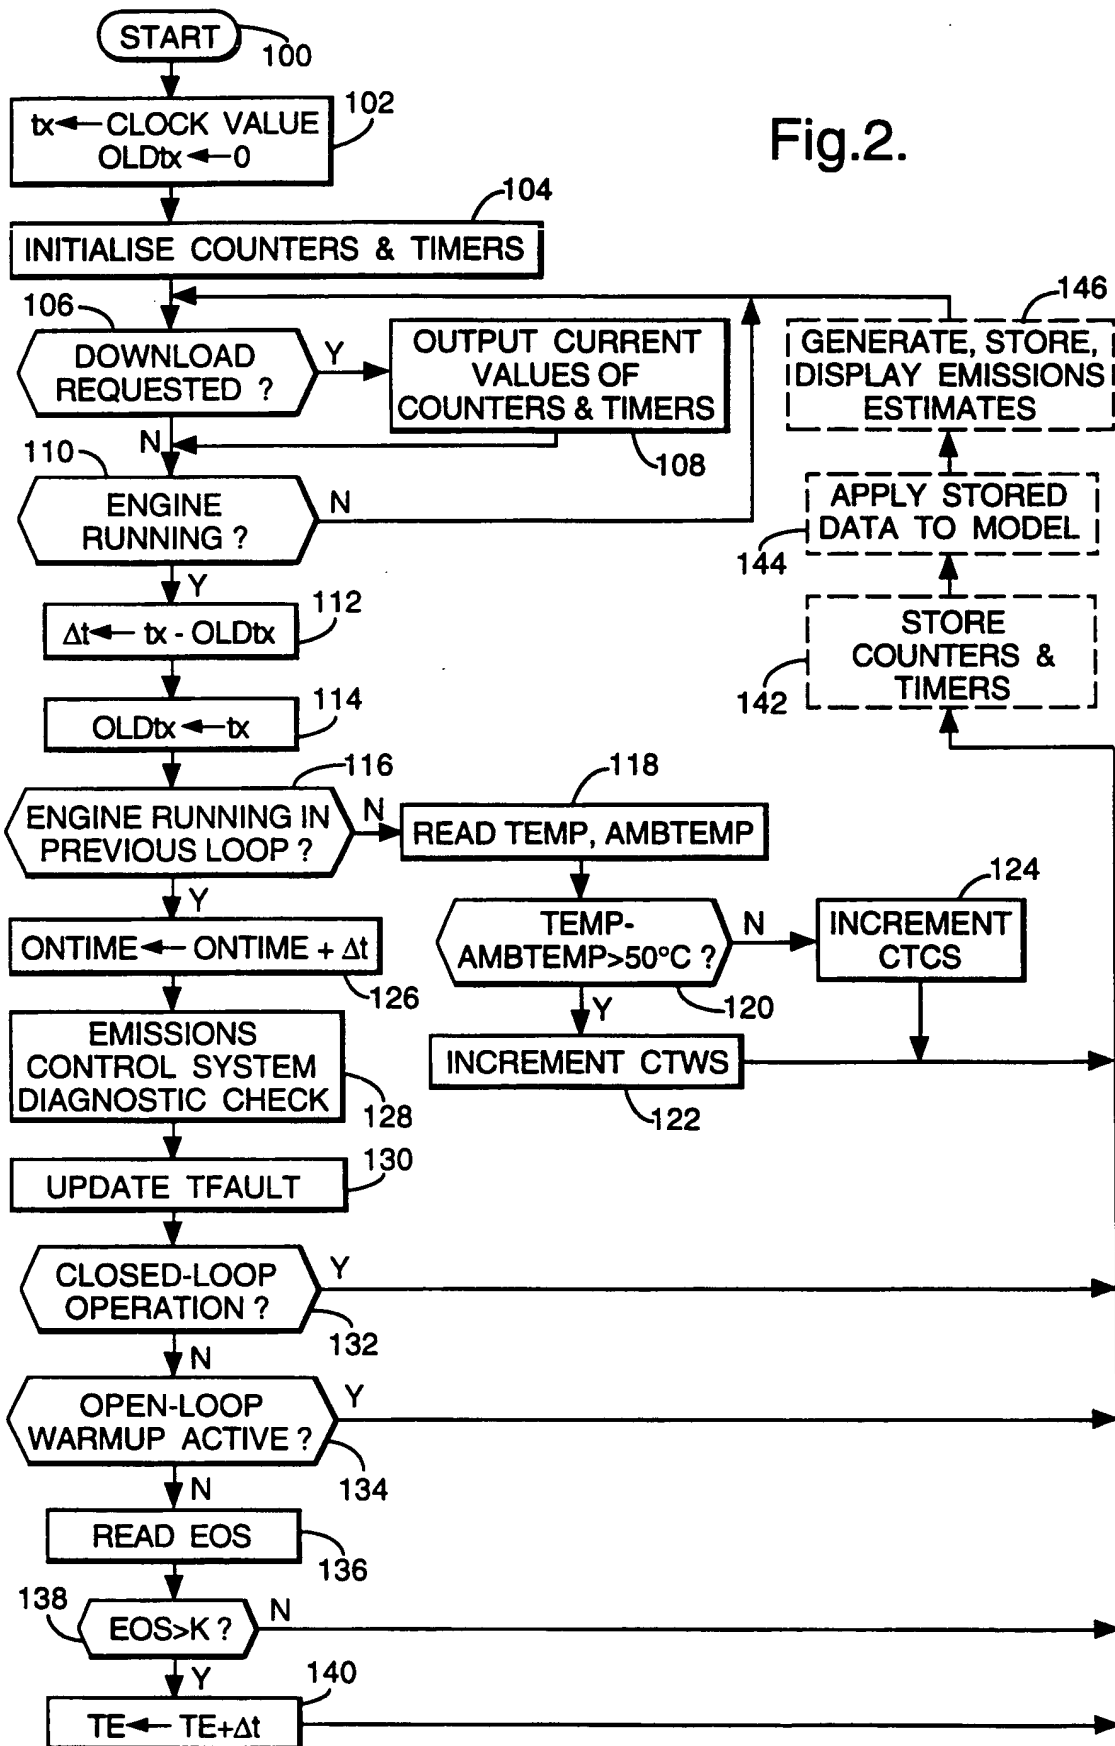 START
100
Fig.2.
tx←CLOCK VALUE
OLDtx←0
102
104
INITIALISE COUNTERS & TIMERS
106
DOWNLOAD
REQUESTED ?
Y
N
OUTPUT CURRENT
VALUES OF
COUNTERS & TIMERS
108
146
GENERATE, STORE,
DISPLAY EMISSIONS
ESTIMATES
110
ENGINE
RUNNING ?
N
Y
APPLY STORED
DATA TO MODEL
144
112
Δt← tx - OLDtx
STORE
COUNTERS &
TIMERS
142
114
OLDtx←tx
116
ENGINE RUNNING IN
PREVIOUS LOOP ?
N
Y
118
READ TEMP, AMBTEMP
TEMP-
AMBTEMP>50°C ?
N
Y
120
124
INCREMENT
CTCS
ONTIME← ONTIME + Δt
126
INCREMENT CTWS
122
EMISSIONS
CONTROL SYSTEM
DIAGNOSTIC CHECK
128
130
UPDATE TFAULT
CLOSED-LOOP
OPERATION ?
Y
132
N
OPEN-LOOP
WARMUP ACTIVE ?
Y
134
N
READ EOS
136
138
EOS>K ?
N
Y
140
TE← TE+Δt